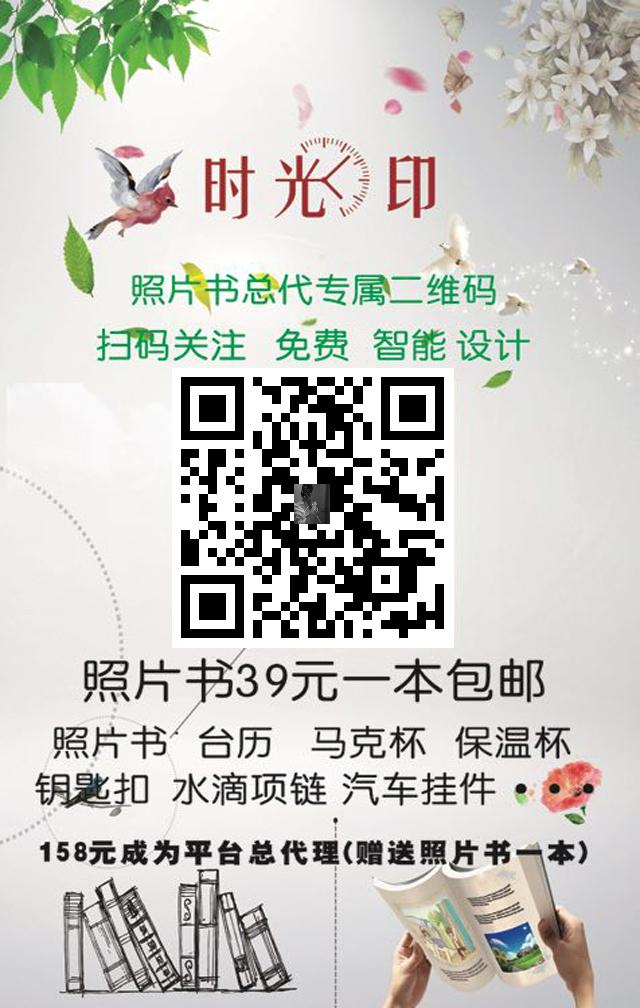 时光印
照片书总代专属二维码
扫码关注 免费 智能 设计
照片书39元一本包邮
照片书 台历 马克杯 保温杯
钥匙扣 水滴项链 汽车挂件
158元成为平台总代理(赠送照片书一本)